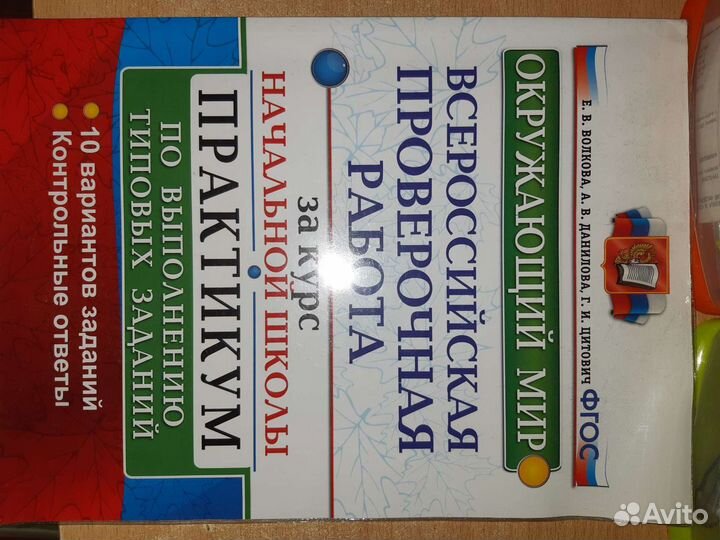 Е. В. ВОЛКОВА, А. В. ДАНИЛОВА, Г. И. ЦИТОВИЧ
ФГОС
ОКРУЖАЮЩИЙ МИР
ВСЕРОССИЙСКАЯ
ПРОВЕРОЧНАЯ
РАБОТА
за курс
НАЧАЛЬНОЙ ШКОЛЫ
ПРАКТИКУМ
ПО ВЫПОЛНЕНИЮ
ТИПОВЫХ ЗАДАНИЙ
10 вариантов заданий
Контрольные ответы
Avito